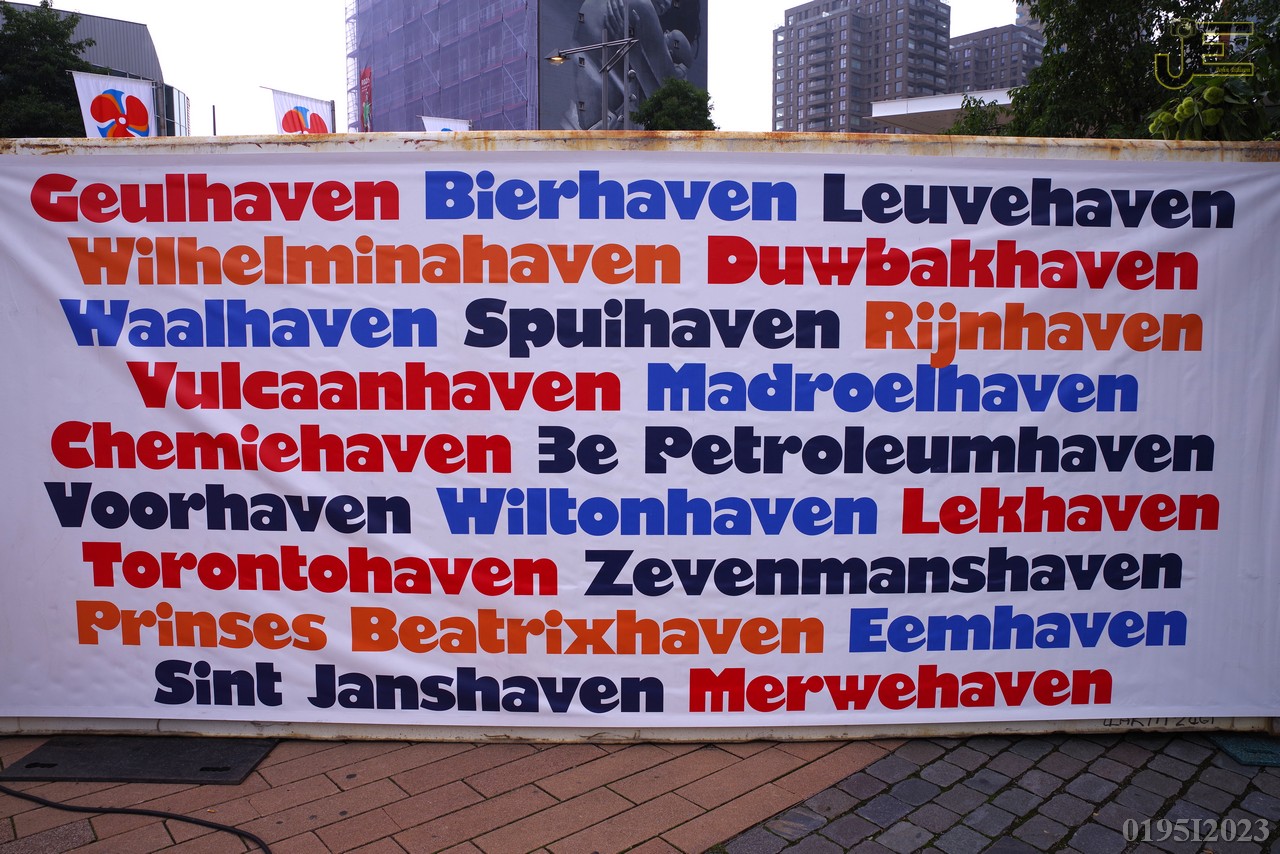 Geulhaven Bierhaven Leuvehaven
Wilhelminahaven Duwbakhaven
Waalhaven Spuihaven Rijnhaven
Vulcaanhaven Madroelhaven
Chemiehaven 3e Petroleumhaven
Voorhaven Wiltonhaven Lekhaven
Torontohaven Zevenmanshaven
Prinses Beatrixhaven Eemhaven
Sint Janshaven Merwehaven
0195I2023